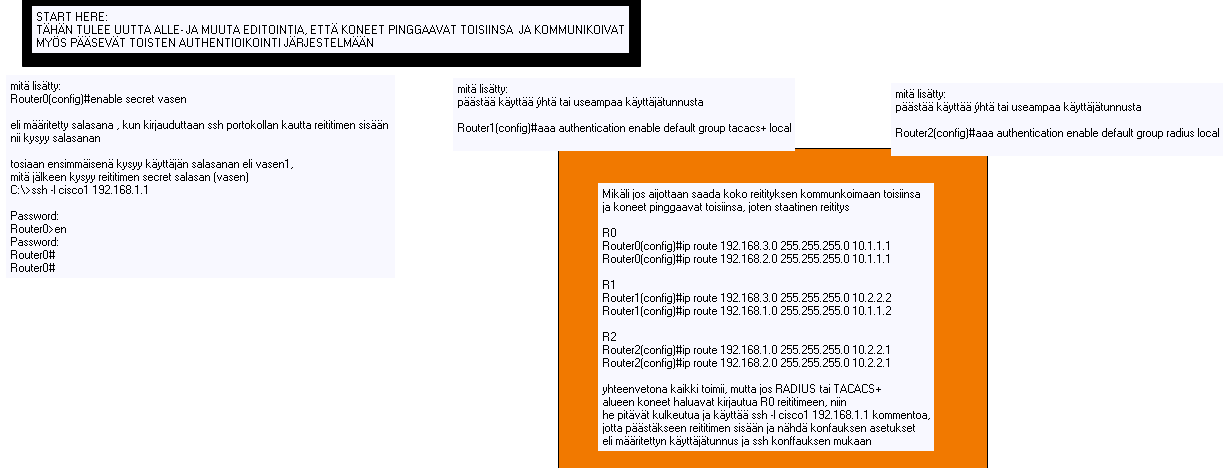 START HERE:
TÄHÄN TULEE UUTTA ALLE- JA MUUTA EDITOINTIA, ETTÄ KONEET PINGGAAVAT TOISIINSA JA KOMMUNIKOIVAT
MYÖS PÄÄSEVÄT TOISTEN AUTHENTIOIKOINTI JÄRJESTELMÄÄN
mitä lisätty:
Router0(config)#enable secret vasen
eli määritetty salasana , kun kirjauduttaan ssh portokollan kautta reititimen sisään
nii kysyy salasanan
tosiaan ensimmäisenä kysyy käyttäjän salasanan eli vasen1,
mitä jälkeen kysyy reititimen secret salasan (vasen)
C:\>ssh -l cisco1 192.168.1.1
Password:
Router0>en
Password:
Router0#
Router0#
mitä lisätty:
päästää käyttää ýhtä tai useampaa käyttäjätunnusta
Router1(config)#aaa authentication enable default group tacacs+ local
mitä lisätty:
päästää käyttää ýhtä tai useampaa käyttäjätunnusta
Router2(config)#aaa authentication enable default group radius local
Mikäli jos aijottaan saada koko reitityksen kommunkoimaan toisiinsa
ja koneet pinggaavat toisiinsa, joten staatinen reititys
R0
Router0(config)#ip route 192.168.3.0 255.255.255.0 10.1.1.1
Router0(config)#ip route 192.168.2.0 255.255.255.0 10.1.1.1
R1
Router1(config)#ip route 192.168.3.0 255.255.255.0 10.2.2.2
Router1(config)#ip route 192.168.1.0 255.255.255.0 10.1.1.2
R2
Router2(config)#ip route 192.168.1.0 255.255.255.0 10.2.2.1
Router2(config)#ip route 192.168.2.0 255.255.255.0 10.2.2.1
yhteenvetona kaikki toimii, mutta jos RADIUS tai TACACS+
alueen koneet haluavat kirjautua R0 reititimeen, niin
he pitävät kulkeutua ja käyttää ssh -l cisco1 192.168.1.1 kommentoa,
jotta päästäkseen reititimen sisään ja nähdä konfauksen asetukset
eli määritettyn käyttäjätunnus ja ssh konffauksen mukaan